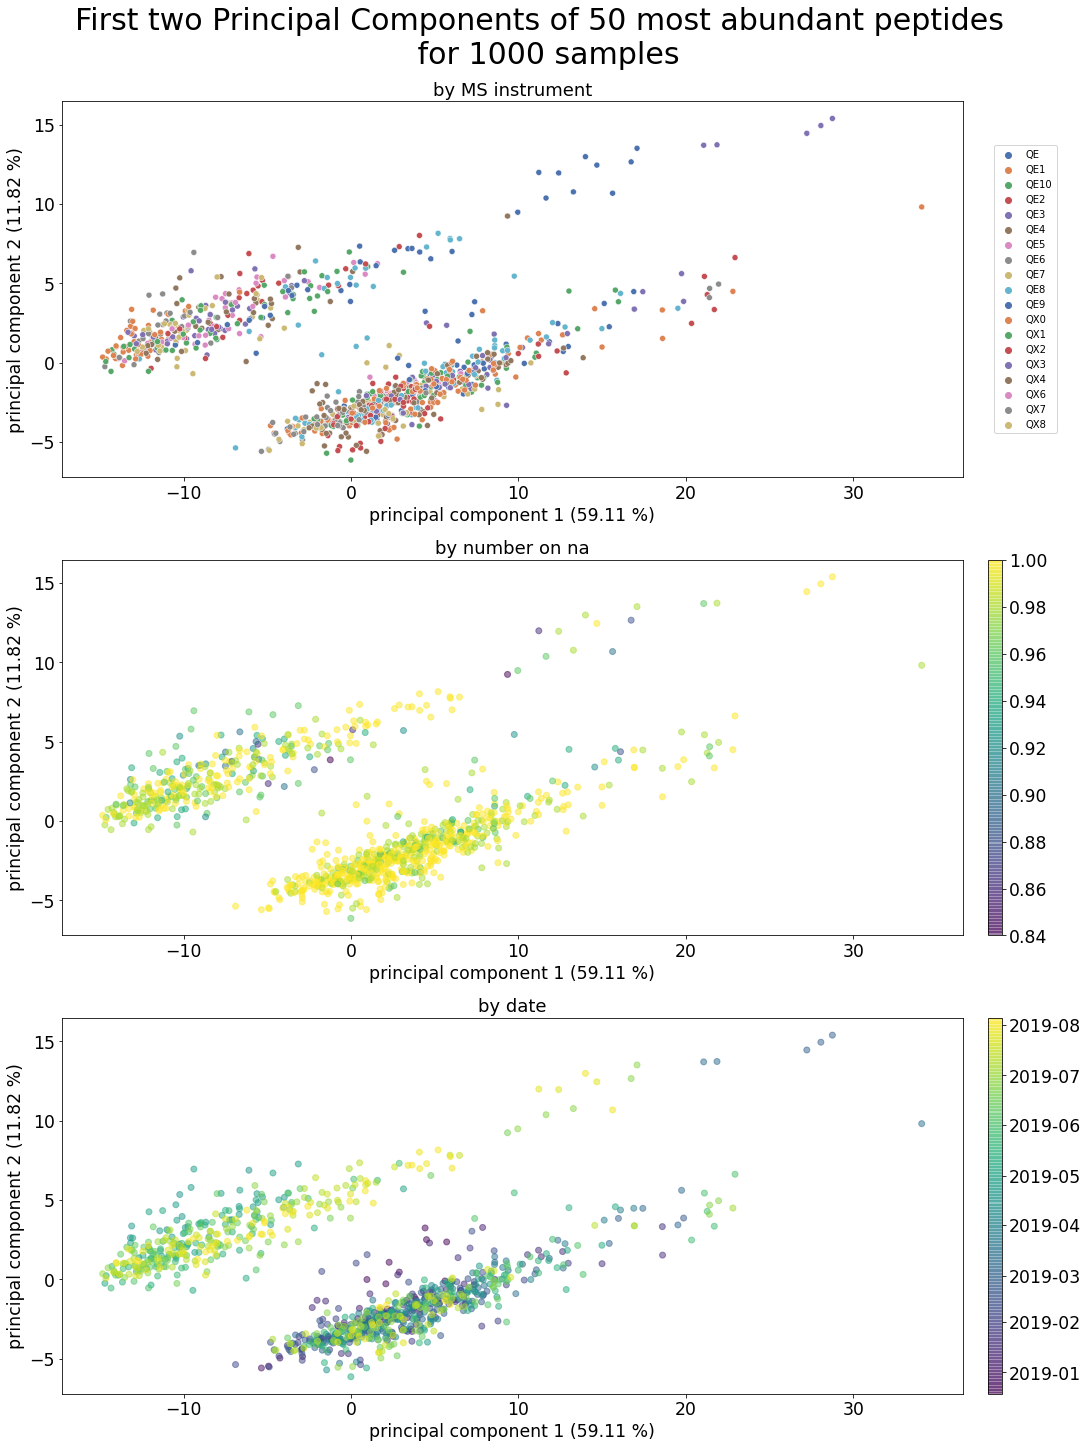 First two Principal Components of 50 most abundant peptides
for 1000 samples
by MS instrument
principal component 2 (11.82 %)
15
10
5
0
−5
−10
0
10
20
30
principal component 1 (59.11 %)
QE
QE1
QE10
QE2
QE3
QE4
QE5
QE6
QE7
QE8
QE9
QX0
QX1
QX2
QX3
QX4
QX6
QX7
QX8
by number on na
principal component 2 (11.82 %)
15
10
5
0
−5
−10
0
10
20
30
principal component 1 (59.11 %)
1.00
0.98
0.96
0.94
0.92
0.90
0.88
0.86
0.84
by date
principal component 2 (11.82 %)
15
10
5
0
−5
−10
0
10
20
30
principal component 1 (59.11 %)
2019-08
2019-07
2019-06
2019-05
2019-04
2019-03
2019-02
2019-01